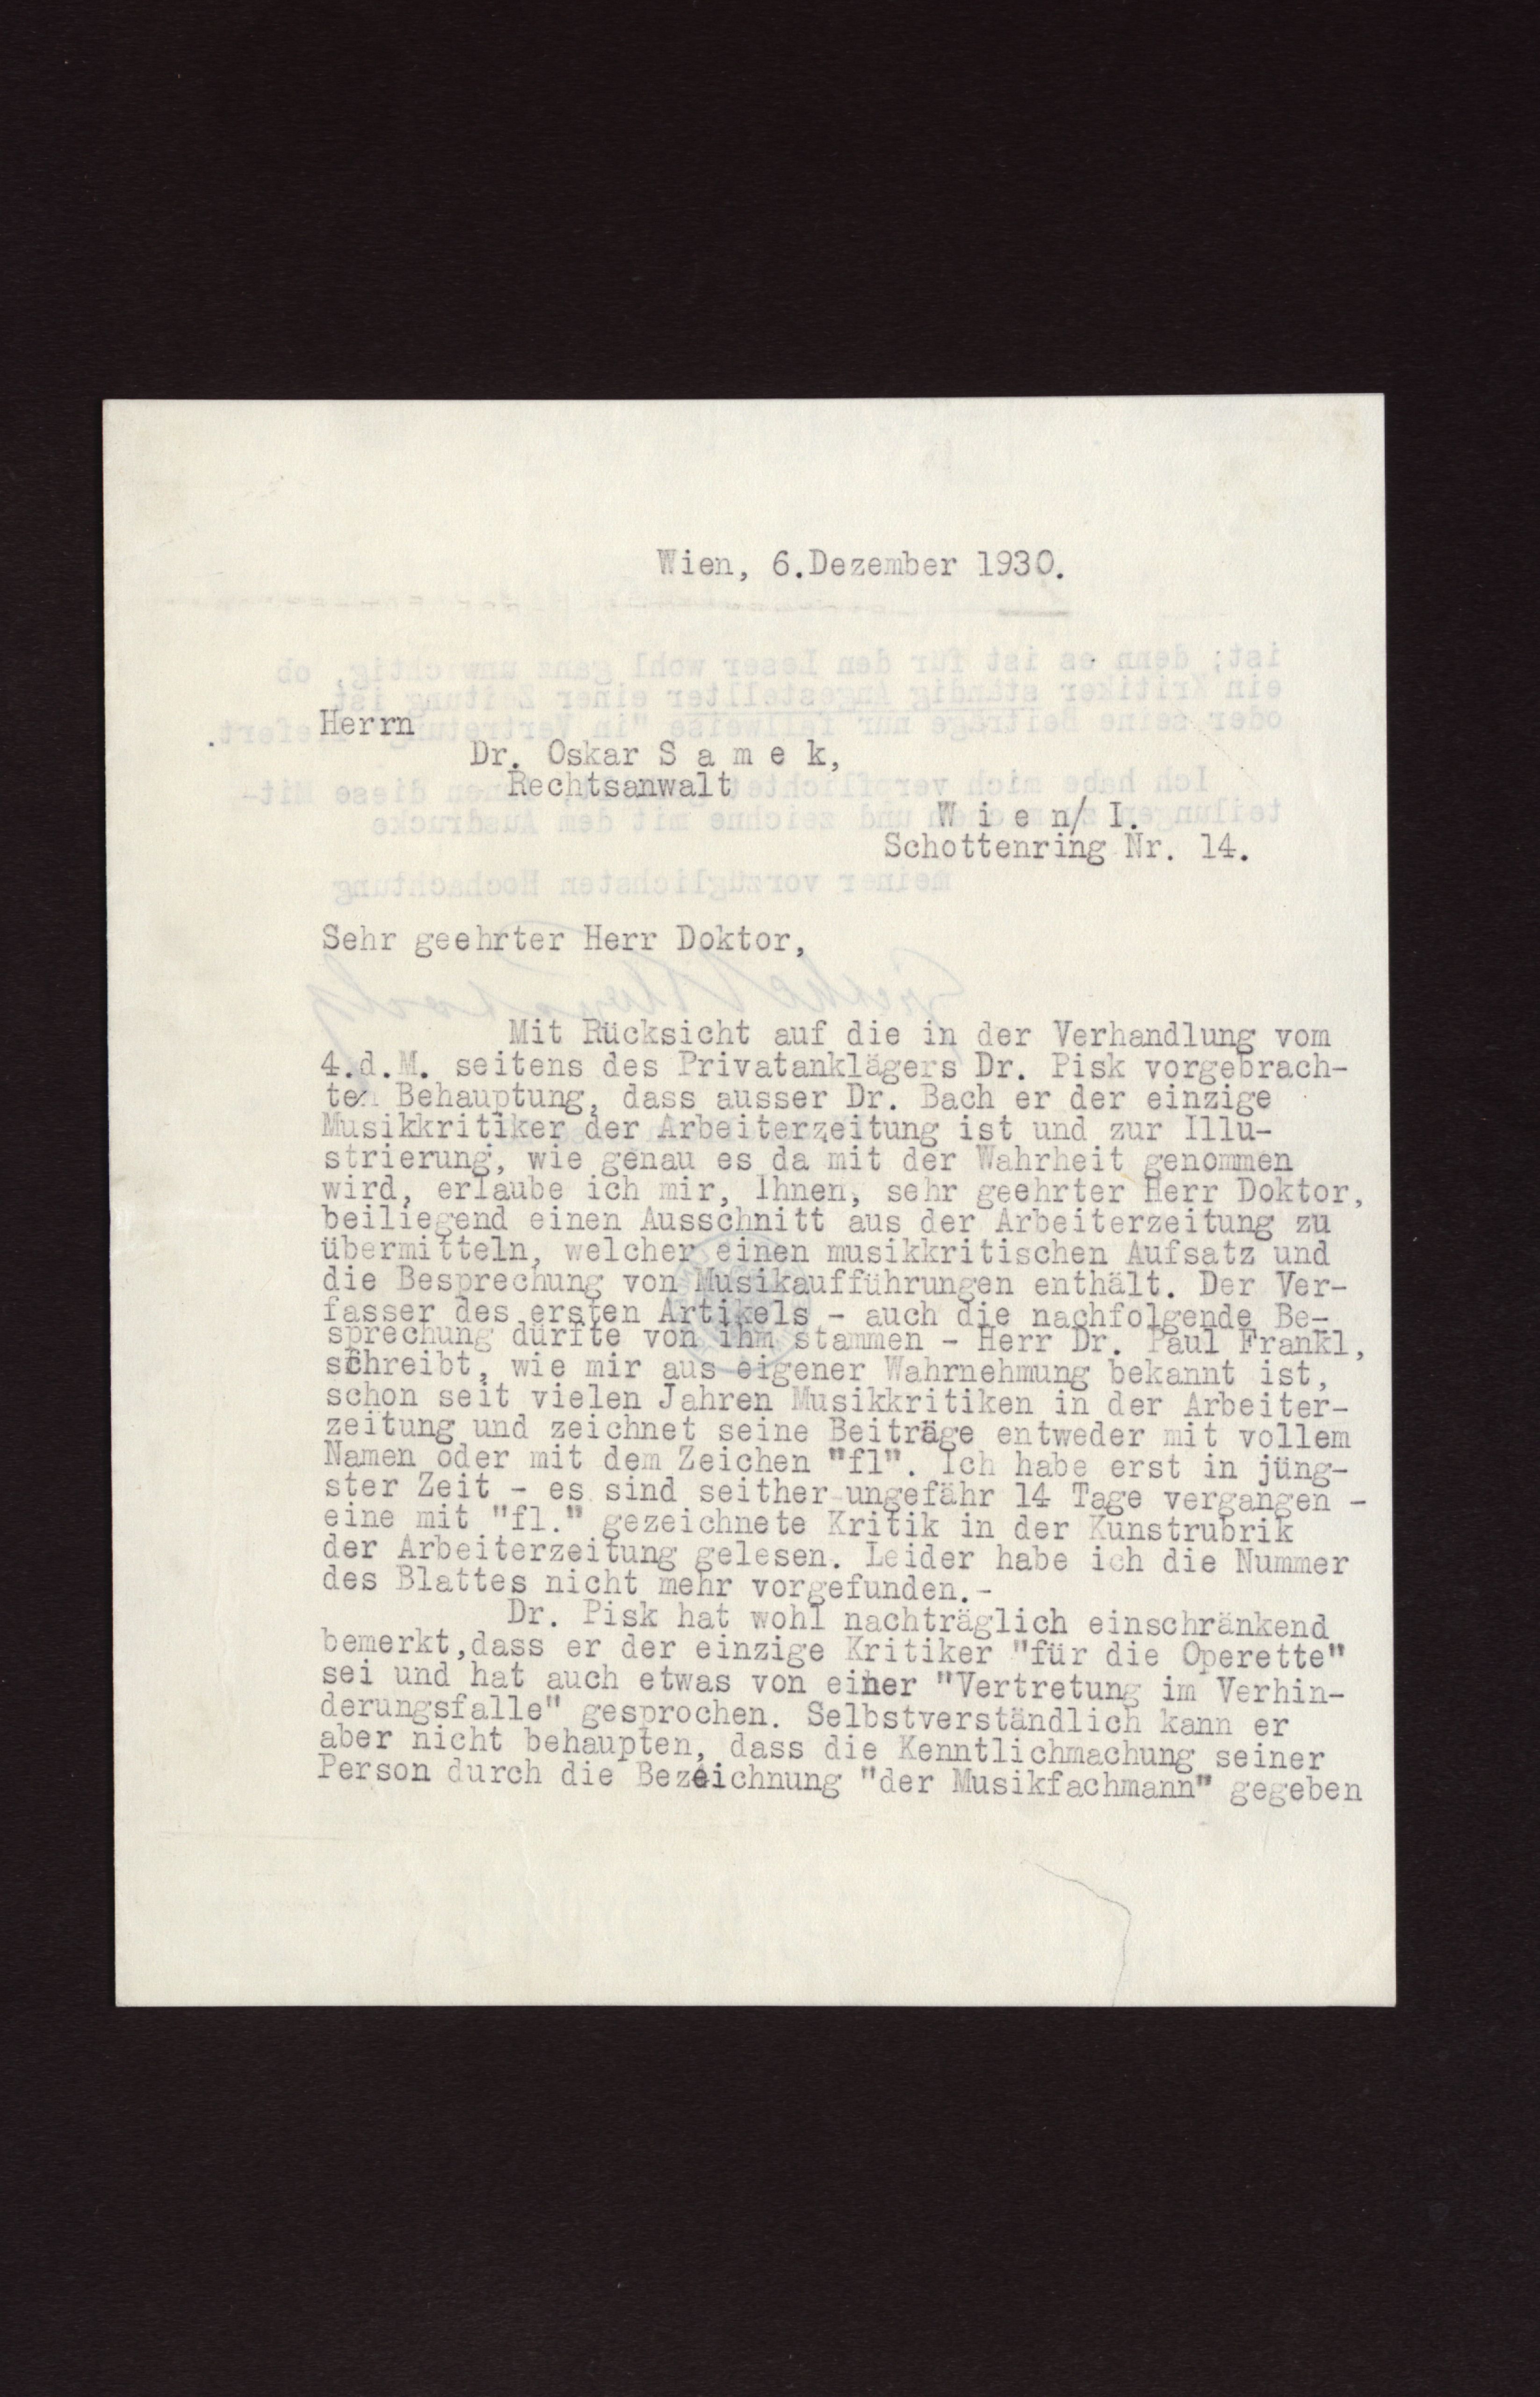 Wien, 6.Dezember 1930.
Herrn
Dr. Oskar S a m e k,
Rechtsanwalt
W i e n/ I.
Schottenring Nr. 14.
Sehr geehrter Herr Doktor,
Mit Rücksicht auf die in der Verhandlung vom
4.d.M. seitens des Privatanklägers Dr. Pisk vorgebrach-
ten Behauptung, dass ausser Dr. Bach er der einzige
Musikkritiker der Arbeiterzeitung ist und zur Illu-
strierung, wie genau es da mit der Wahrheit genommen
wird, erlaube ich mir, Ihnen, sehr geehrter Herr Doktor,
beiliegend einen Ausschnitt aus der Arbeiterzeitung zu
übermitteln, welcher einen musikkritischen Aufsatz und
die Besprechung von Musikaufführungen enthält. Der Ver-
fasser des ersten Artikels - auch die nachfolgende Be-
sprechung dürfte von ihm stammen - Herr Dr. Paul Frankl,
schreibt, wie mir aus eigener Wahrnehmung bekannt ist,
schon seit vielen Jahren Musikkritiken in der Arbeiter-
zeitung und zeichnet seine Beiträge entweder mit vollem
Namen oder mit dem Zeichen "fl". Ich habe erst in jüng-
ster Zeit - es sind seither ungefähr 14 Tage vergangen -
eine mit "fl." gezeichnete Kritik in der Kunstrubrik
der Arbeiterzeitung gelesen. Leider habe ich die Nummer
des Blattes nicht mehr vorgefunden.-
Dr. Pisk hat wohl nachträglich einschränkend
bemerkt,dass er der einzige Kritiker "für die Operette"
sei und hat auch etwas von einer "Vertretung im Verhin-
derungsfalle" gesprochen. Selbstverständlich kann er
aber nicht behaupten, dass die Kenntlichmachung seiner
Person durch die Bezeichnung "der Musikfachmann" gegeben